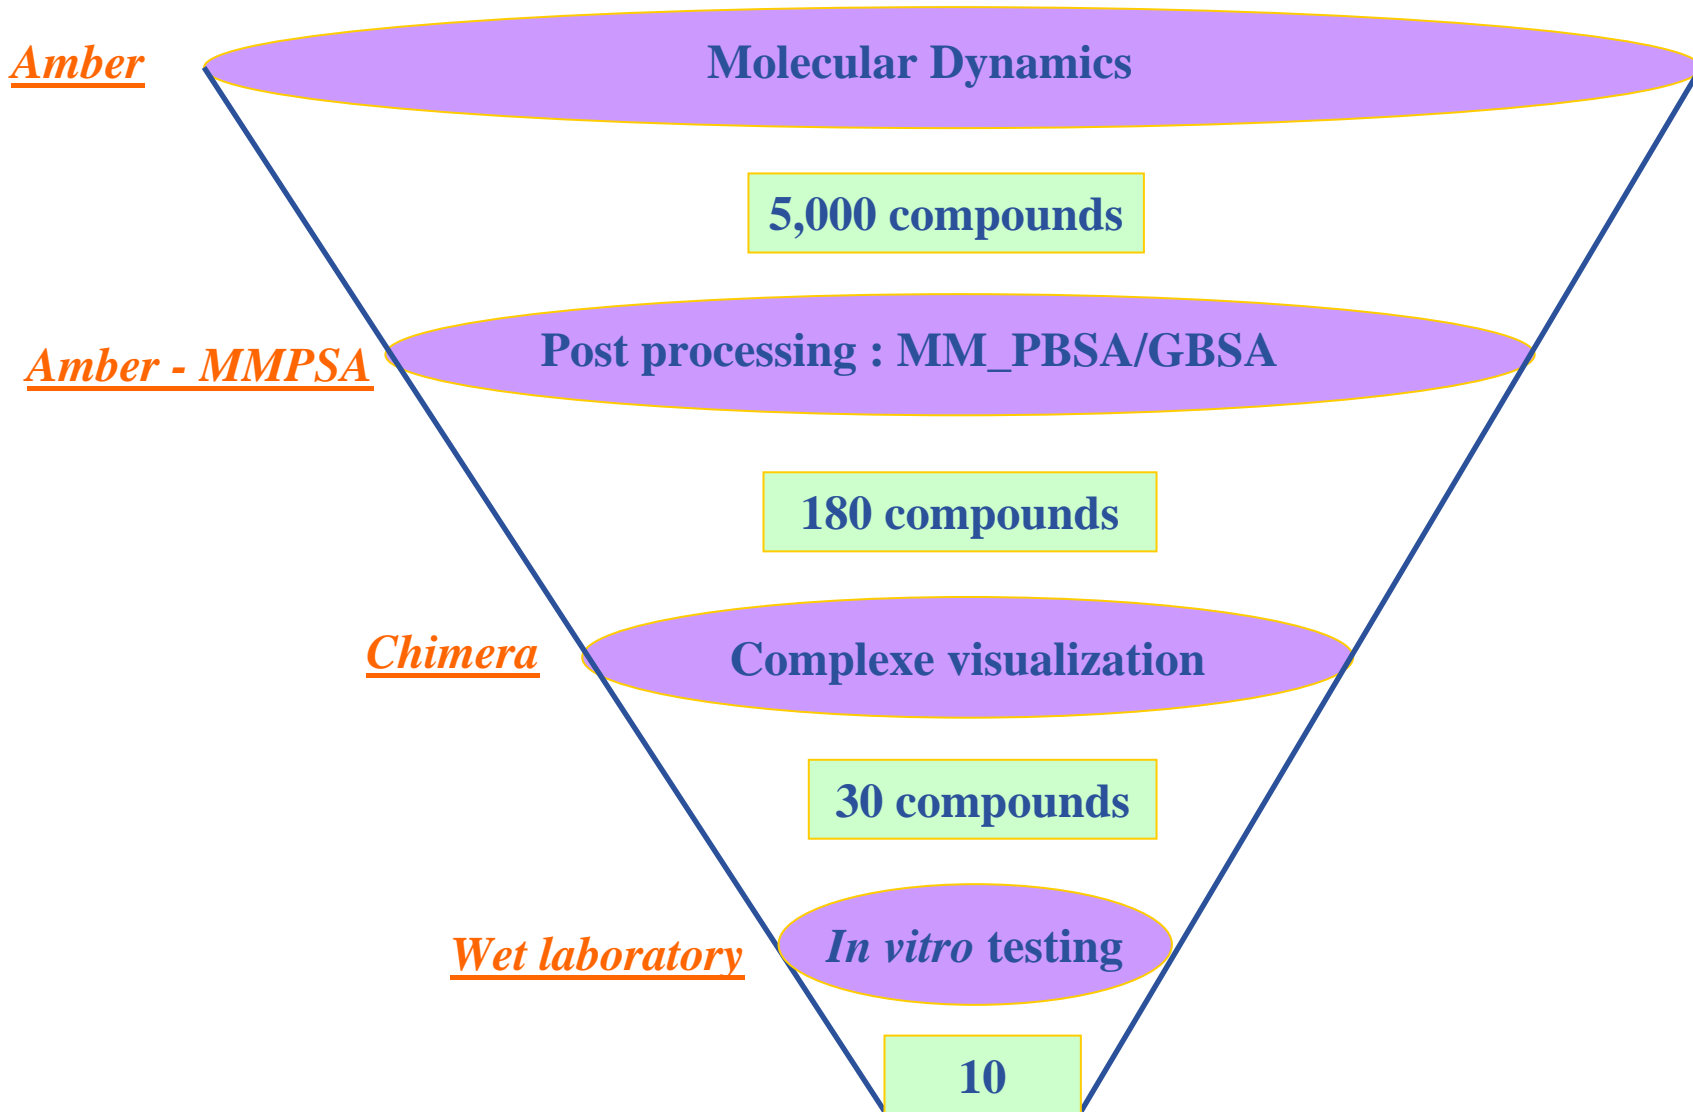 Amber
Molecular Dynamics
5,000 compounds
Amber - MMPSA
Post processing : MM_PBSA/GBSA
180 compounds
Chimera
Complexe visualization
30 compounds
Wet laboratory
In vitro testing
10